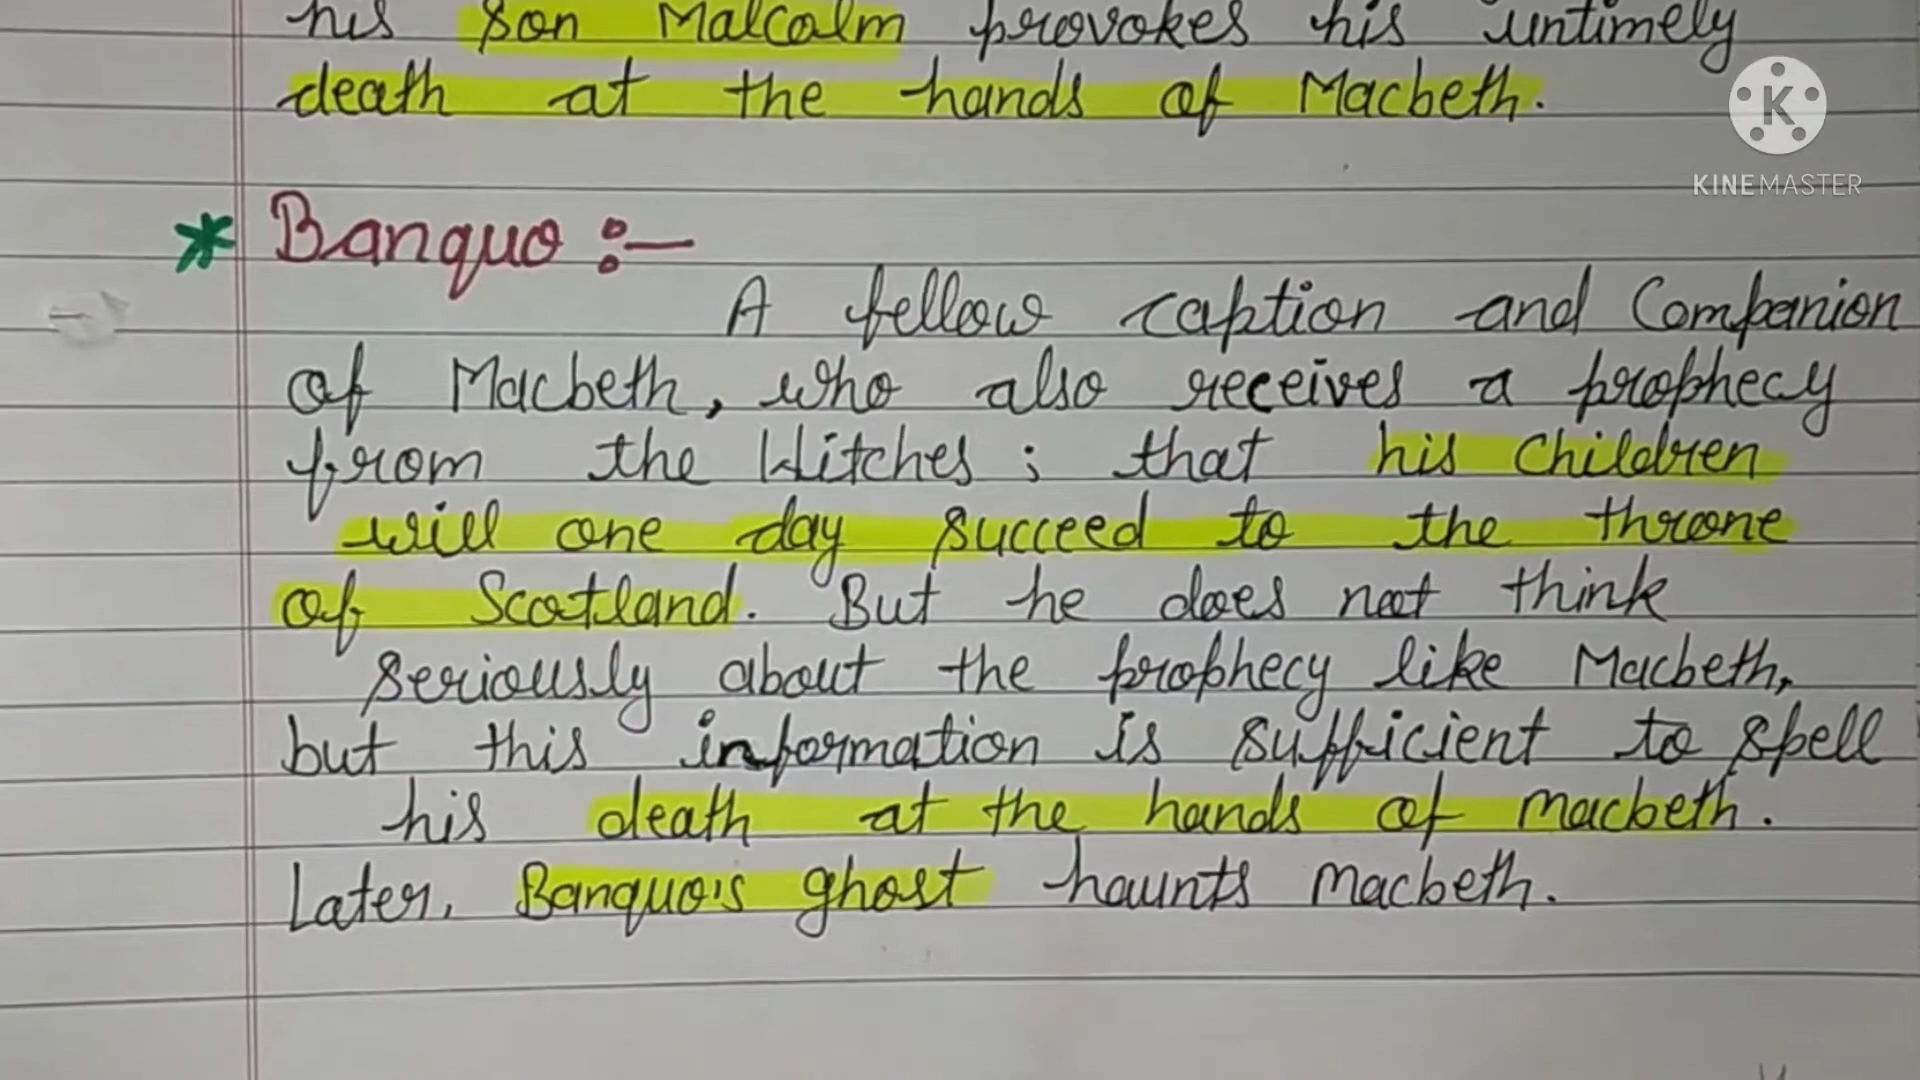 his son Malcolm provokes his untimely
death at the hands of Macbeth.
K
KINEMASTER
* Banquo :-
A fellow caption and Companion
of Macbeth, who also receives a prophecy
from the Witches ; that his children
will one day succeed to the throne
of Scotland. But he does not think
seriously about the prophecy like Macbeth,
but this information is sufficient to spell
his death at the hands of Macbeth.
Later, Banquo's ghost haunts Macbeth.